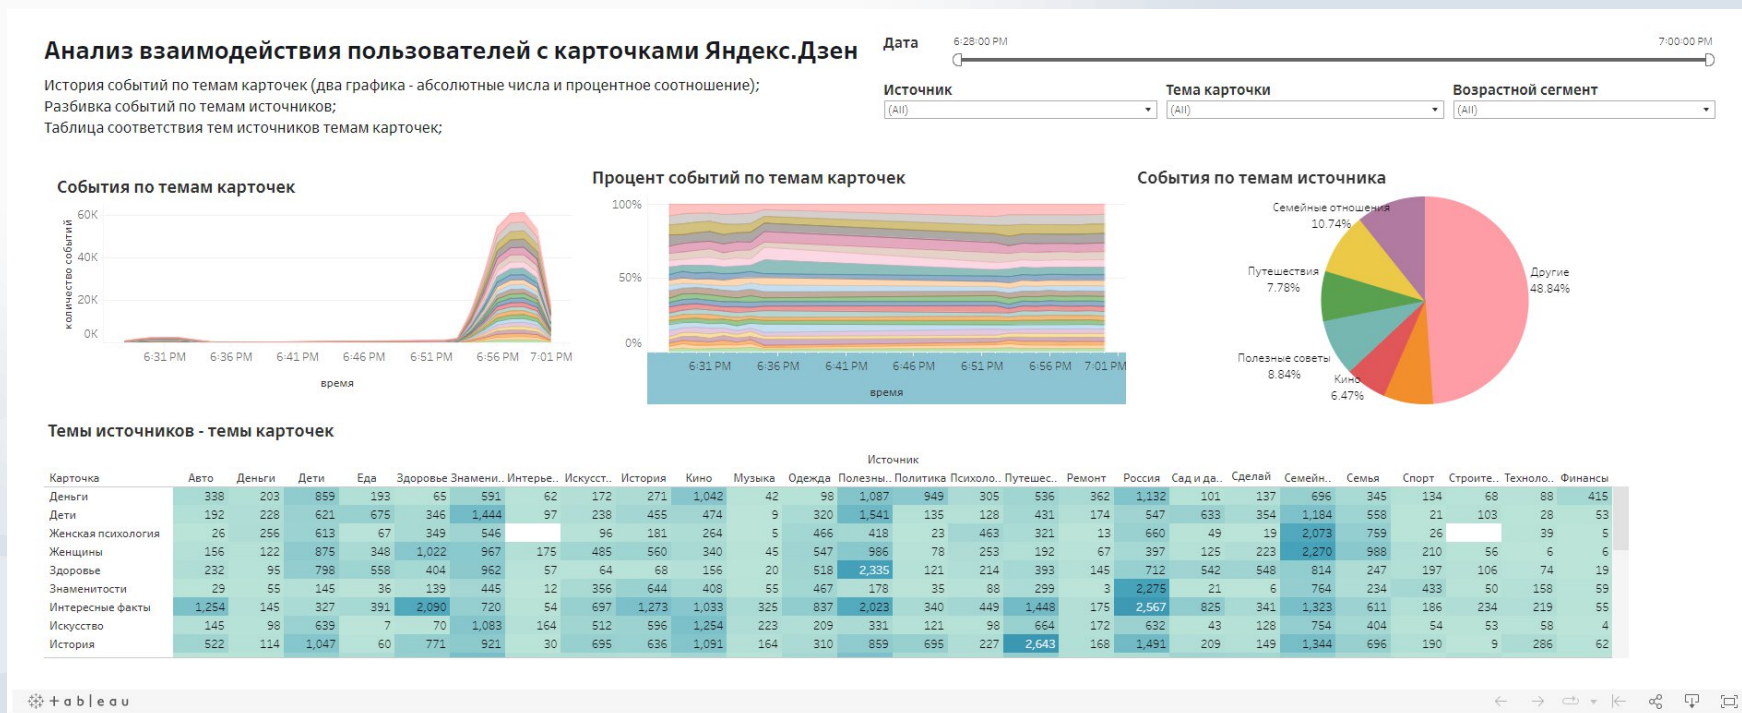 Анализ взаимодействия пользователей с карточками Яндекс.Дзен
История событий по темам карточек (два графика - абсолютные числа и процентное соотношение);
Разбивка событий по темам источников;
Таблица соответствия тем источников темам карточек;
Дата
6:28:00 PM
7:00:00 PM
Источник
Тема карточки
Возрастной сегмент
(All)
(All)
(All)
События по темам карточек
количество событий
60K
40K
20K
0K
6:31 PM 6:36 PM 6:41 PM 6:46 PM 6:51 PM 6:56 PM 7:01 PM
время
Процент событий по темам карточек
100%
50%
0%
6:31 PM 6:36 PM 6:41 PM 6:46 PM 6:51 PM 6:56 PM 7:01 PM
время
События по темам источника
Семейные отношения
10.74%
Путешествия
7.78%
Другие
48.84%
Полезные советы
8.84%
Кино
6.47%
Темы источников - темы карточек
Источник
Карточка Авто Деньги Дети Еда Здоровье Знамени.. Интерье.. Искусст.. История Кино Музыка Одежда Полезны.. Политика Психоло.. Путешес.. Ремонт Россия Сад и да.. Сделай Семейн.. Семья Спорт Строите.. Техноло.. Финансы
Деньги 338 203 859 193 65 591 62 172 271 1,042 42 98 1,087 949 305 536 362 1,132 101 137 696 345 134 68 88 415
Дети 192 228 621 675 346 1,444 97 238 455 474 9 320 1,541 135 128 431 174 547 633 354 1,184 558 21 103 28 53
Женская психология 26 256 613 67 349 546 96 181 264 5 466 418 23 463 321 13 660 49 19 2,073 759 26 39 5
Женщины 156 122 875 348 1,022 967 175 485 560 340 45 547 986 78 253 192 67 397 125 223 2,270 988 210 56 6 6
Здоровье 232 95 798 558 404 962 57 64 68 156 20 518 2,335 121 214 393 145 712 542 548 814 247 197 106 74 19
Знаменитости 29 55 145 36 139 445 12 356 644 408 55 467 178 35 88 299 3 2,275 21 6 764 234 433 50 158 59
Интересные факты 1,254 145 327 391 2,090 720 54 697 1,273 1,033 325 837 2,023 340 449 1,448 175 2,567 825 341 1,323 611 186 234 219 55
Искусство 145 98 639 7 70 1,083 164 512 596 1,254 223 209 331 121 98 664 172 632 43 128 754 404 54 53 58 4
История 522 114 1,047 60 771 921 30 695 636 1,091 164 310 859 695 227 2,643 168 1,491 209 149 1,344 696 190 9 286 62
+ableau